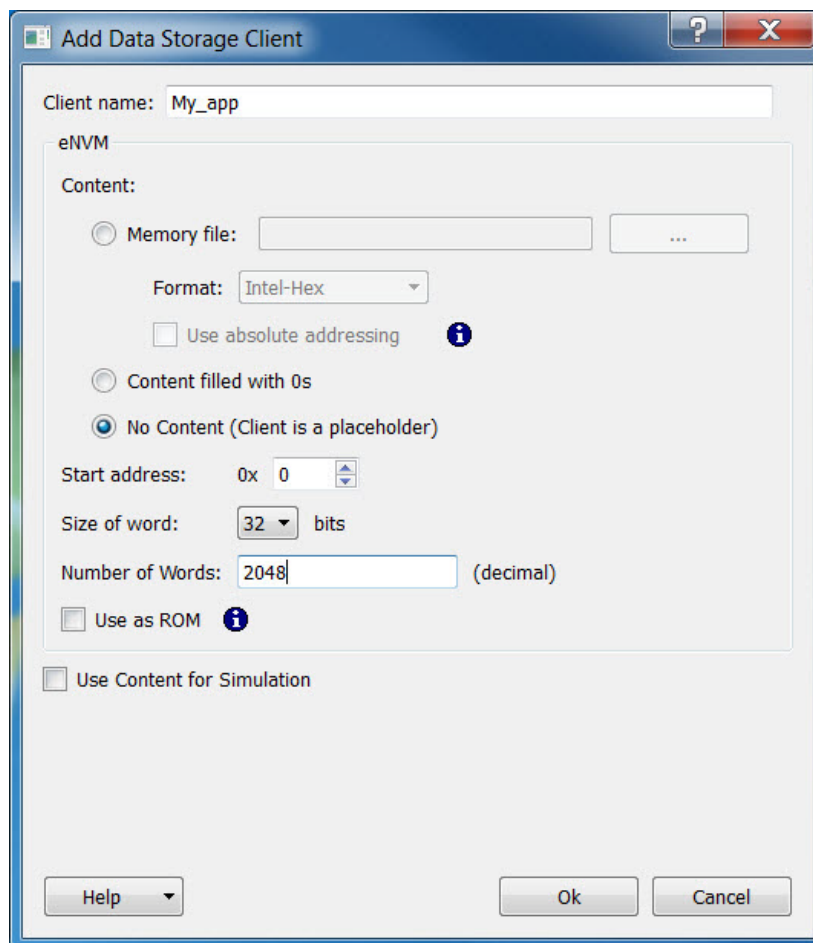 Add Data Storage Client
Client name: My_app
eNVM
Content:
Memory file: ...
Format: Intel-Hex
Use absolute addressing
Content filled with 0s
No Content (Client is a placeholder)
Start address: 0x 0
Size of word: 32 bits
Number of Words: 2048 (decimal)
Use as ROM
Use Content for Simulation
Help Ok Cancel